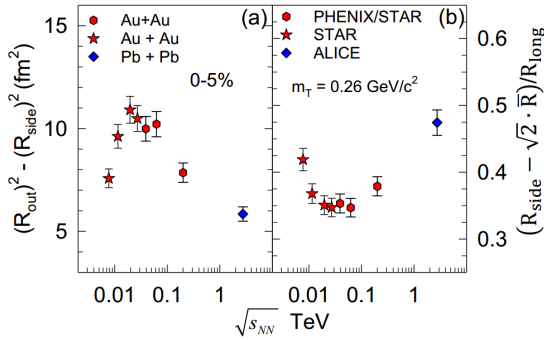 (a)
Au+Au
Au + Au
Pb + Pb
0-5%
(R_out)^2 - (R_side)^2 (fm^2)
15
10
5
0.01 0.1 1
(b)
PHENIX/STAR
STAR
ALICE
m_T = 0.26 GeV/c^2
0.6
0.5
0.4
0.3
(R_side - √2 · R̅)/R_long
0.01 0.1 1
√s_NN TeV